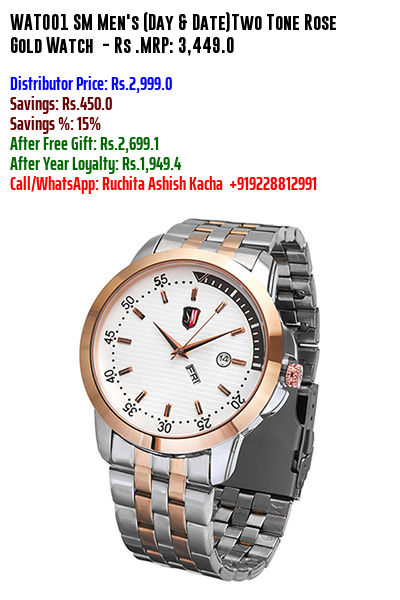 WAT001 SM Men's (Day & Date)Two Tone Rose
Gold Watch - Rs .MRP: 3,449.0
Distributor Price: Rs.2,999.0
Savings: Rs.450.0
Savings %: 15%
After Free Gift: Rs.2,699.1
After Year Loyalty: Rs.1,949.4
Call/WhatsApp: Ruchita Ashish Kacha +919228812991
55
50
45
40
35
30
25
20
14
FRI